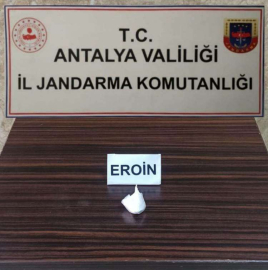 T.C.
ANTALYA VALİLİĞİ
İL JANDARMA KOMUTANLIĞI
EROİN